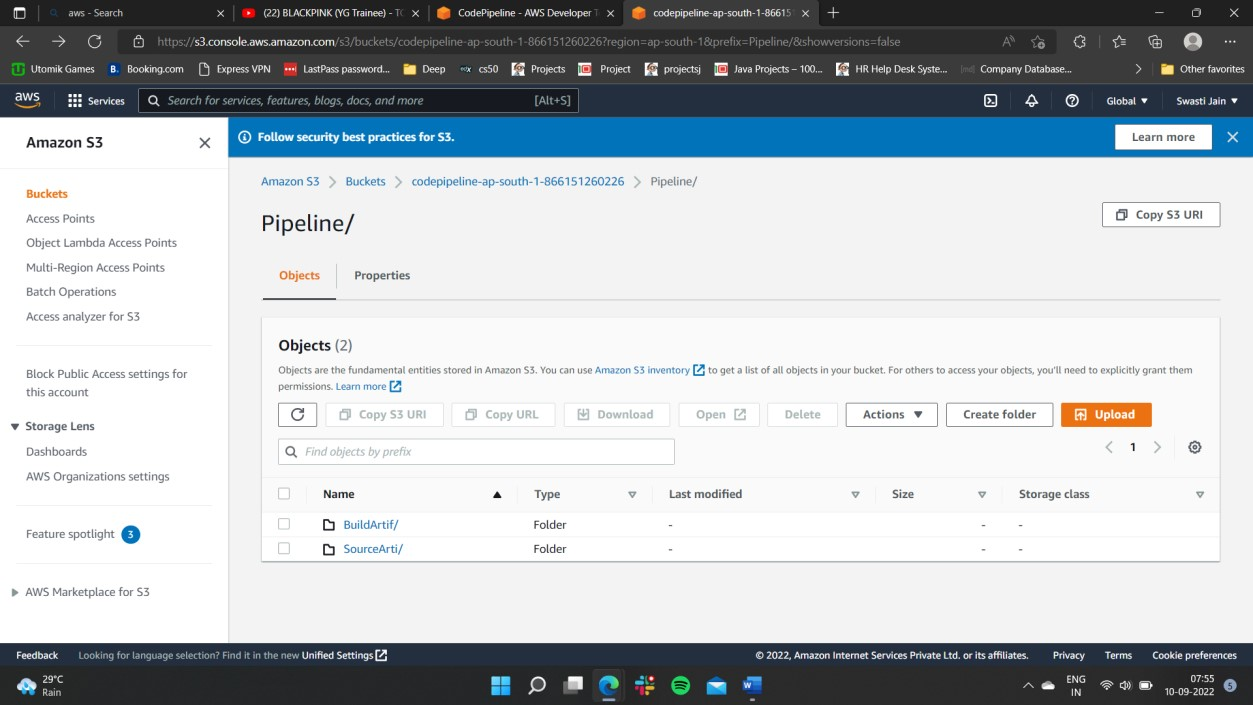 aws - Search
(22) BLACKPINK (YG Trainee) - TO
CodePipeline - AWS Developer T
codepipeline-ap-south-1-86615
https://s3.console.aws.amazon.com/s3/buckets/codepipeline-ap-south-1-866151260226?region=ap-south-1&prefix=Pipeline/&showversions=false
Utomik Games
Booking.com
Express VPN
LastPass password...
Deep
cs50
Projects
Project
projectsj
Java Projects – 100...
HR Help Desk Syste...
Company Database...
Other favorites
aws
Services
Search for services, features, blogs, docs, and more
[Alt+S]
Global
Swasti Jain
Amazon S3
Buckets
Access Points
Object Lambda Access Points
Multi-Region Access Points
Batch Operations
Access analyzer for S3
Block Public Access settings for
this account
Storage Lens
Dashboards
AWS Organizations settings
Feature spotlight 3
AWS Marketplace for S3
Follow security best practices for S3.
Learn more
Amazon S3
Buckets
codepipeline-ap-south-1-866151260226
Pipeline/
Pipeline/
Copy S3 URI
Objects
Properties
Objects (2)
Objects are the fundamental entities stored in Amazon S3. You can use Amazon S3 inventory to get a list of all objects in your bucket. For others to access your objects, you'll need to explicitly grant them
permissions. Learn more
Copy S3 URI
Copy URL
Download
Open
Delete
Actions
Create folder
Upload
Find objects by prefix
1
Name
Type
Last modified
Size
Storage class
BuildArtif/
Folder
-
-
-
SourceArti/
Folder
-
-
-
Feedback
Looking for language selection? Find it in the new Unified Settings
© 2022, Amazon Internet Services Private Ltd. or its affiliates.
Privacy
Terms
Cookie preferences
29°C
Rain
ENG
IN
07:55
10-09-2022
5